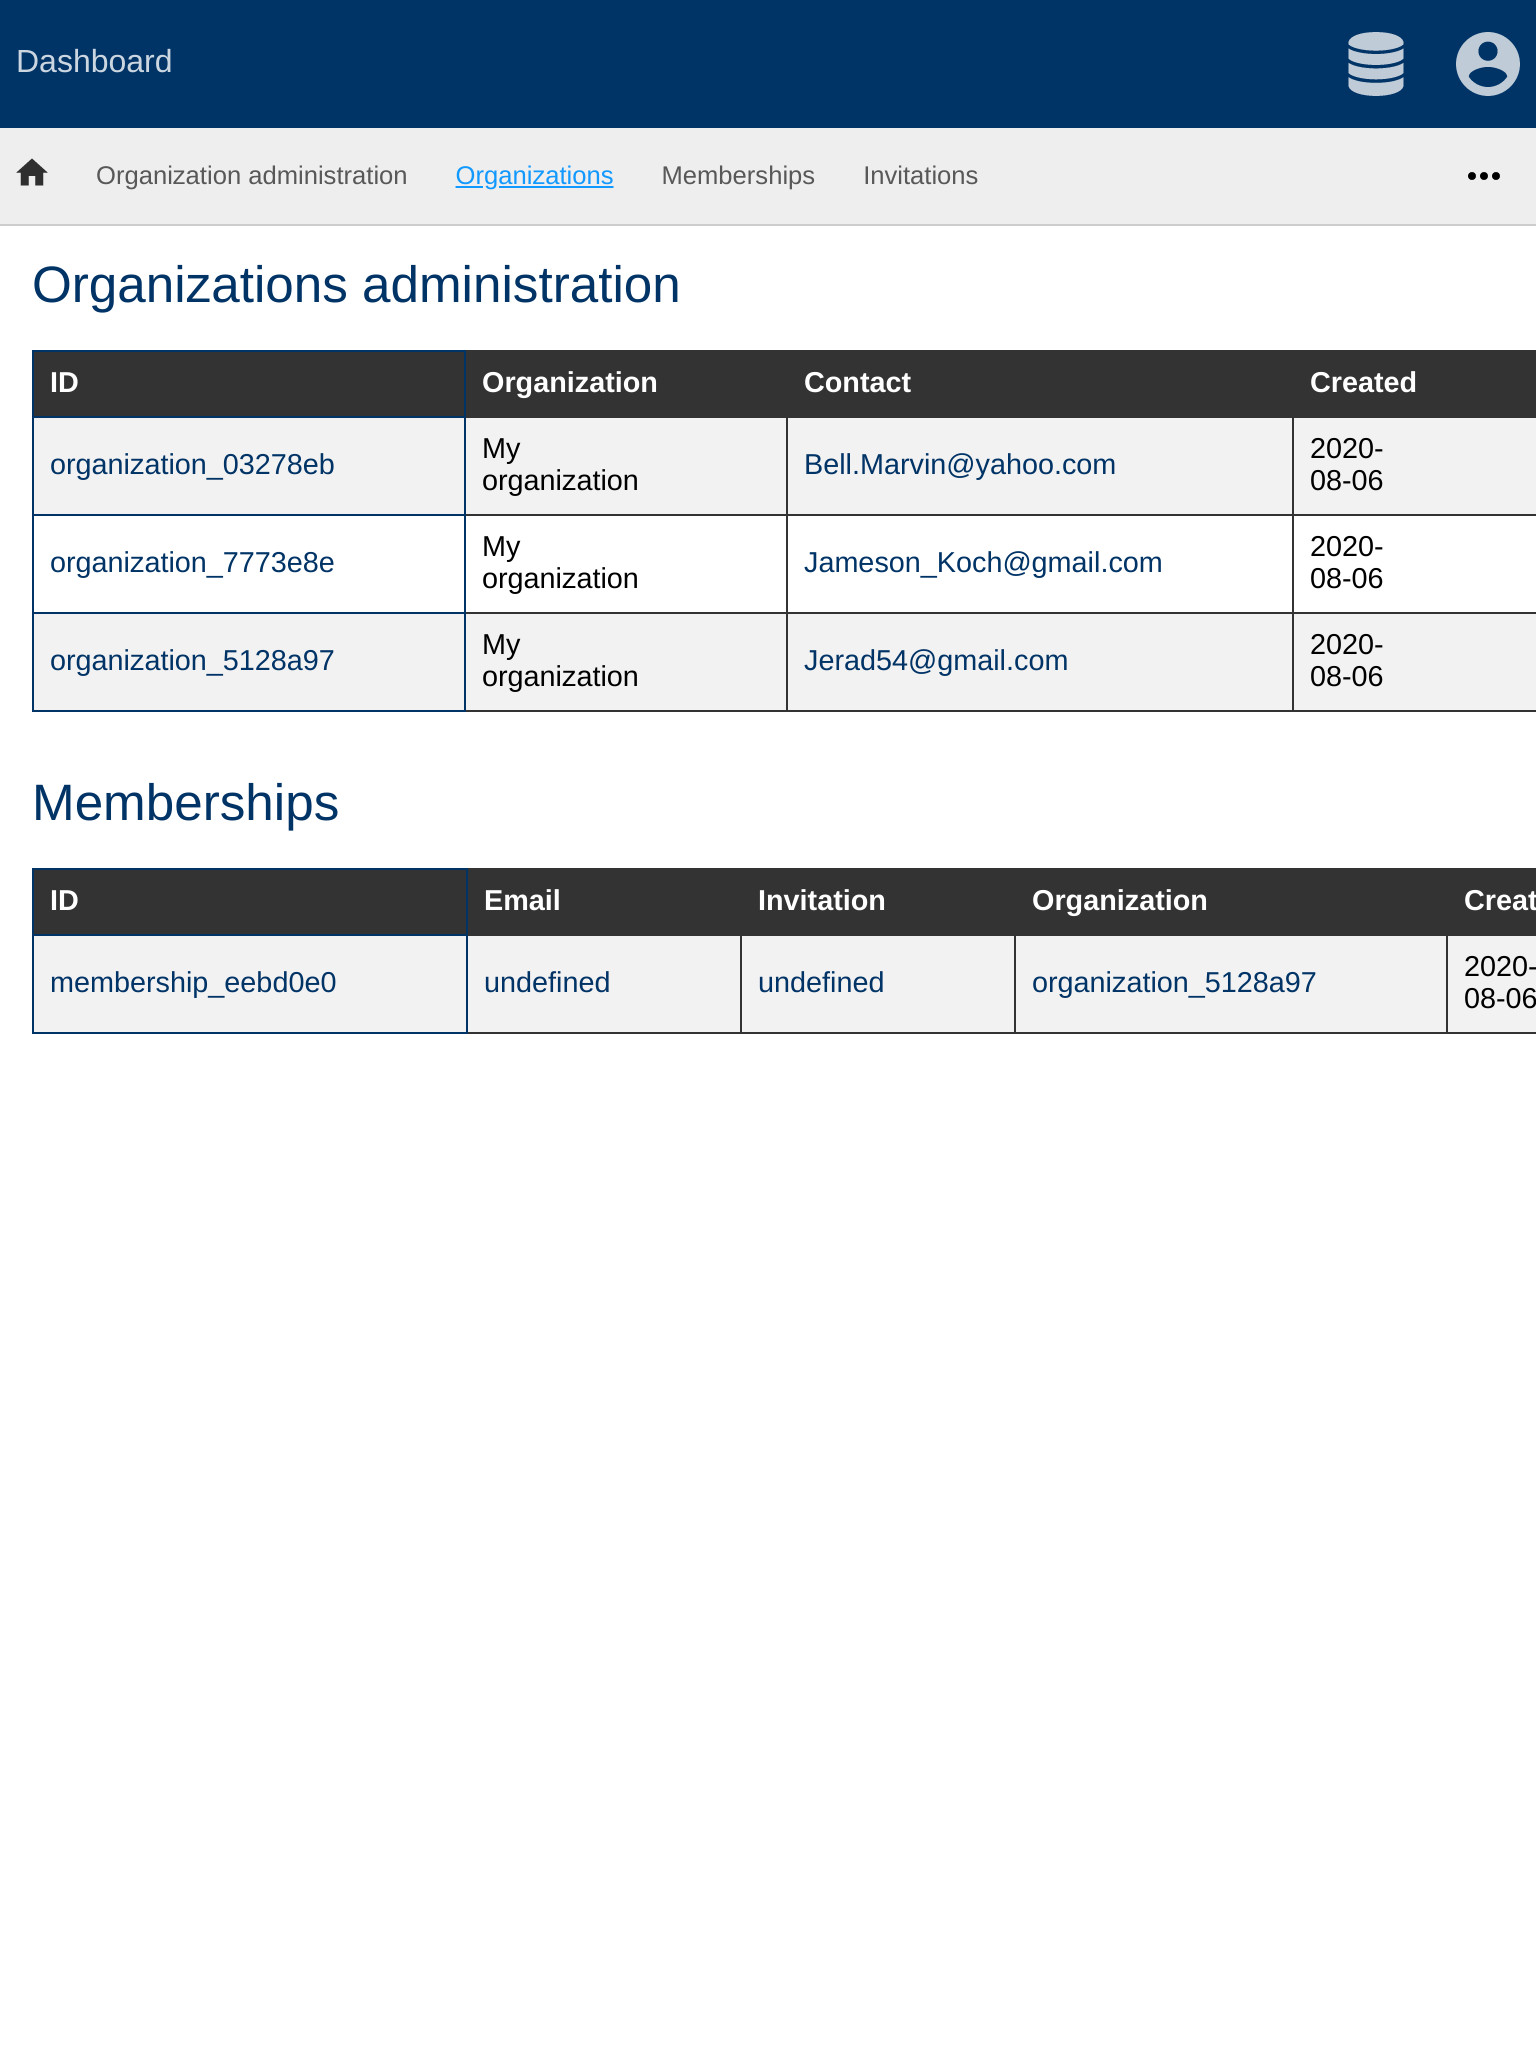 Dashboard
Organization administration Organizations Memberships Invitations
Organizations administration
ID Organization Contact Created
organization_03278eb My organization Bell.Marvin@yahoo.com 2020-08-06
organization_7773e8e My organization Jameson_Koch@gmail.com 2020-08-06
organization_5128a97 My organization Jerad54@gmail.com 2020-08-06
Memberships
ID Email Invitation Organization Creat
membership_eebd0e0 undefined undefined organization_5128a97 2020-08-06